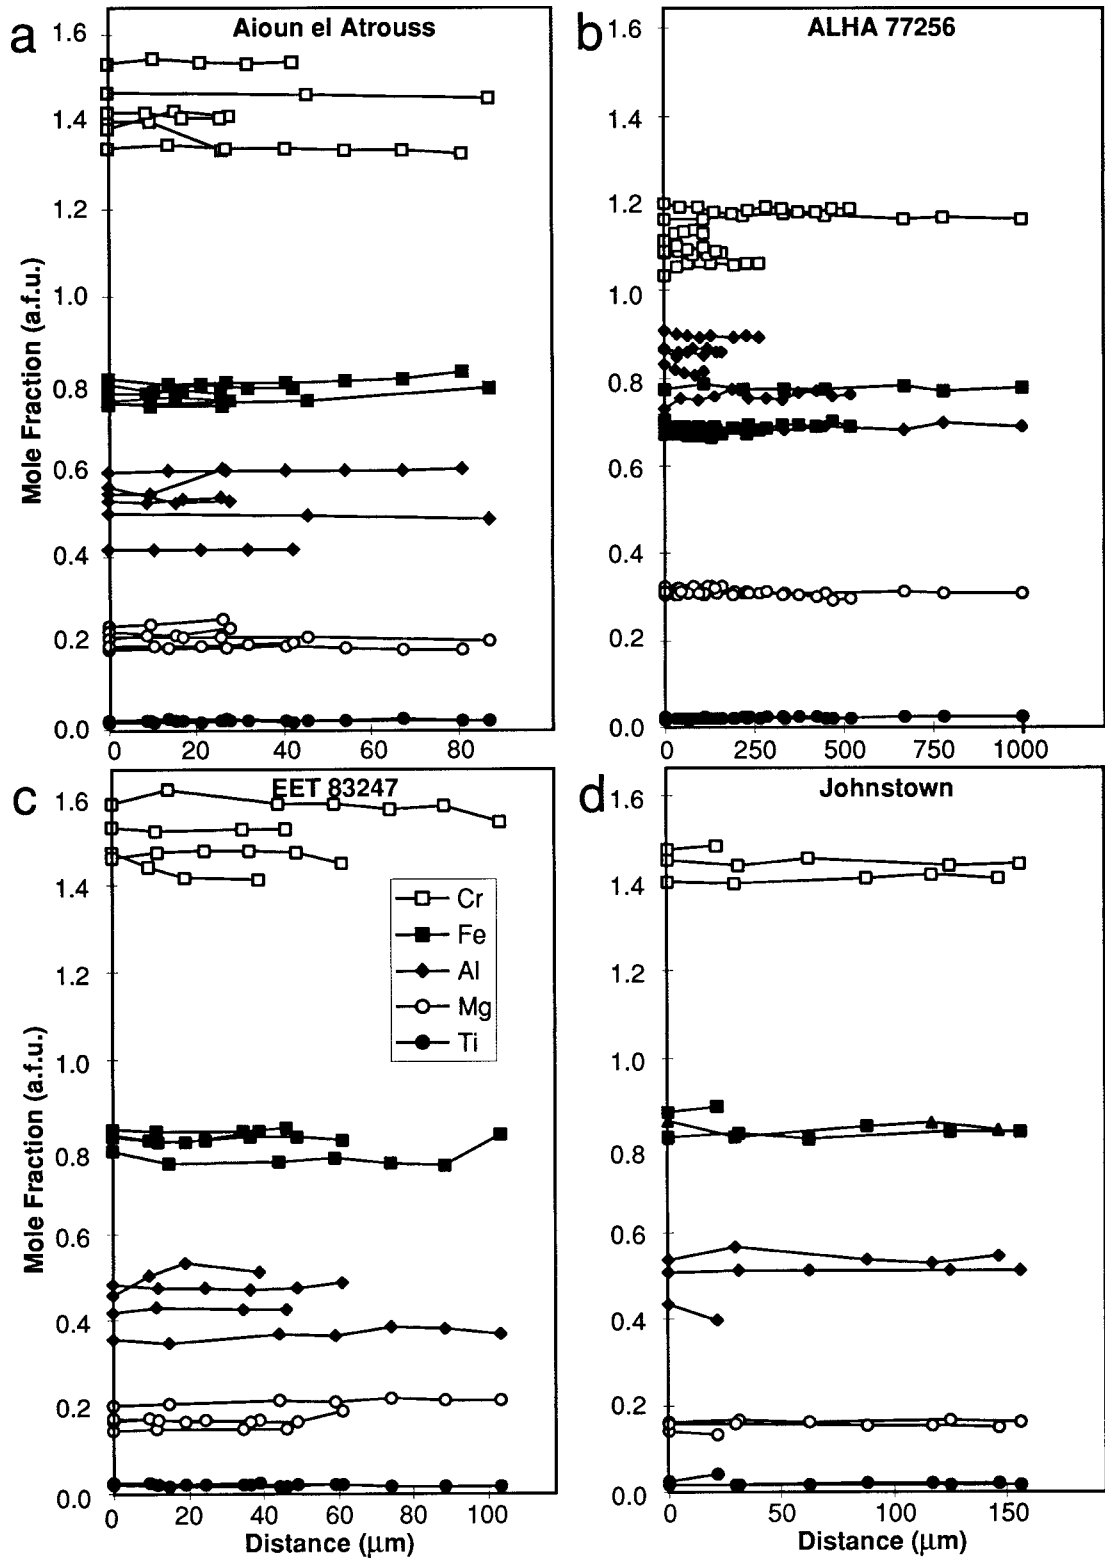 a
Aioun el Atrouss
1.6
1.4
1.2
1.0
0.8
0.6
0.4
0.2
0.0
Mole Fraction (a.f.u.)
0 20 40 60 80
b
ALHA 77256
1.6
1.4
1.2
1.0
0.8
0.6
0.4
0.2
0.0
0 250 500 750 1000
c
EET 83247
1.6
1.4
1.2
1.0
0.8
0.6
0.4
0.2
0.0
Mole Fraction (a.f.u.)
Cr
Fe
Al
Mg
Ti
0 20 40 60 80 100
Distance (μm)
d
Johnstown
1.6
1.4
1.2
1.0
0.8
0.6
0.4
0.2
0.0
0 50 100 150
Distance (μm)